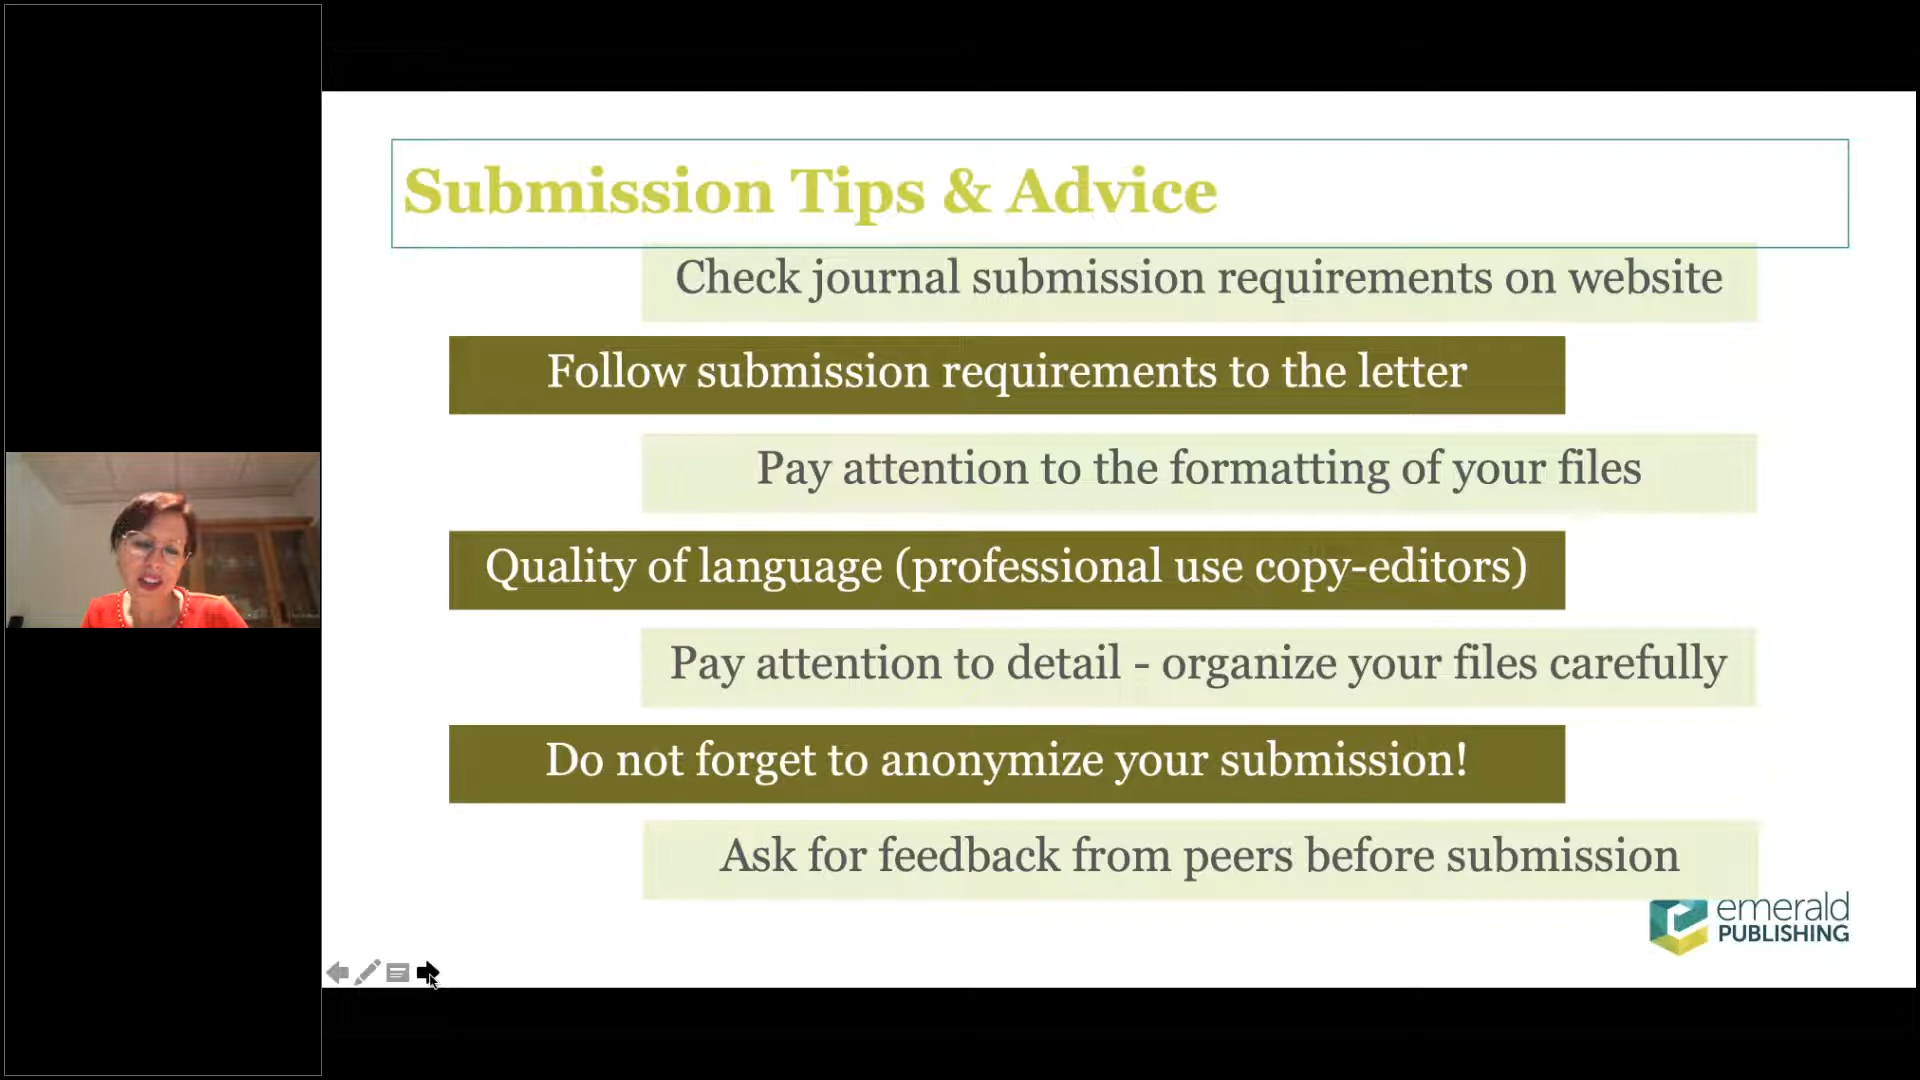 Submission Tips & Advice
Check journal submission requirements on website
Follow submission requirements to the letter
Pay attention to the formatting of your files
Quality of language (professional use copy-editors)
Pay attention to detail - organize your files carefully
Do not forget to anonymize your submission!
Ask for feedback from peers before submission
emerald
PUBLISHING